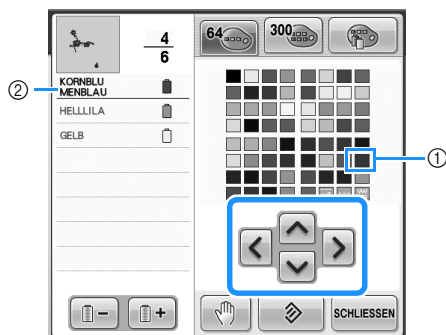 64
300
4
6
②
KORNBLU
MENBLAU
HELLLILA
GELB
①
SCHLIESSEN